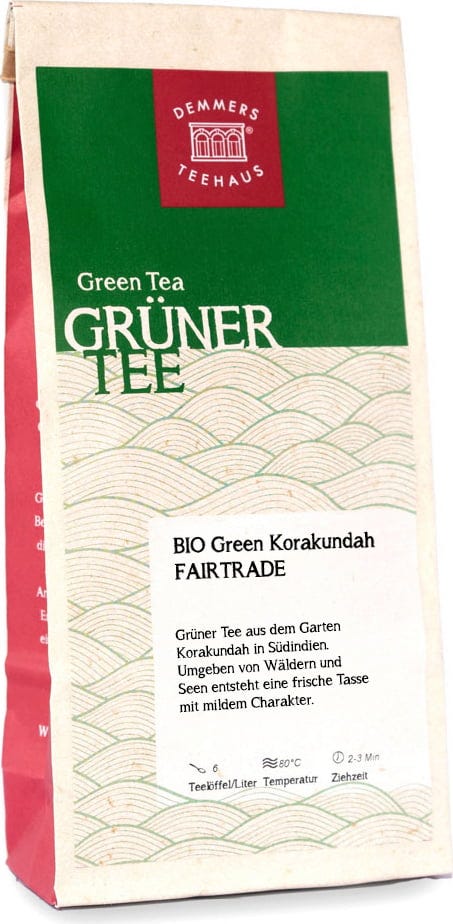 DEMMERS
®
TEEHAUS
Green Tea
GRÜNER
TEE
BIO Green Korakundah
FAIRTRADE
Grüner Tee aus dem Garten
Korakundah in Südindien.
Umgeben von Wäldern und
Seen entsteht eine frische Tasse
mit mildem Charakter.
6 80°C 2-3 Min
Teelöffel/Liter Temperatur Ziehzeit